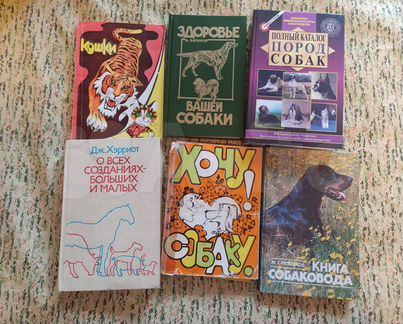 Кошки
ЗДОРОВЬЕ
ВАШЕЙ
СОБАКИ
ПОЛНЫЙ КАТАЛОГ
ПОРОД
СОБАК
Дж. Хэрриот
О ВСЕХ
СОЗДАНИЯХ-
БОЛЬШИХ
И МАЛЫХ
ХОЧУ
СОБАКУ!
КНИГА
СОБАКОВОДА